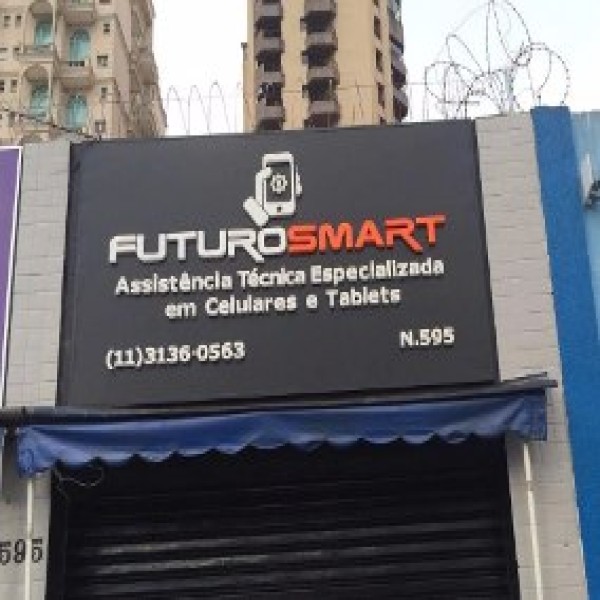 FUTUROSMART
Assistência Técnica Especializada
em Celulares e Tablets
(11)3136-0563 N.595
595